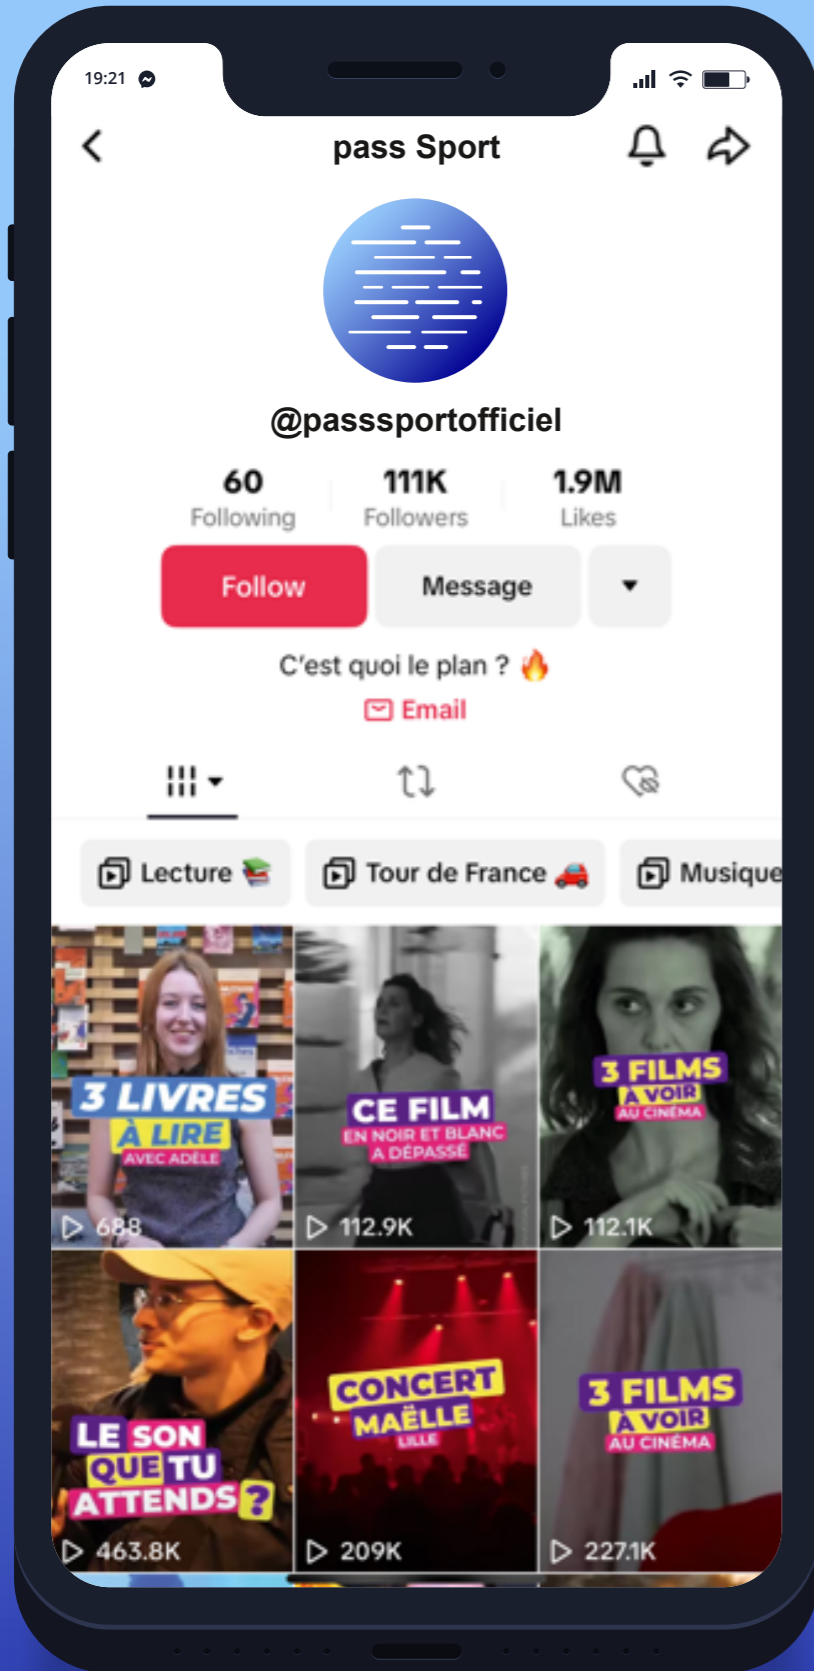 19:21
pass Sport
@passsportofficiel
60
Following
111K
Followers
1.9M
Likes
Follow
Message
C'est quoi le plan ? 🔥
Email
Lecture 📚
Tour de France 🚗
Musique
3 LIVRES
À LIRE
AVEC ADÈLE
688
CE FILM
EN NOIR ET BLANC
A DÉPASSÉ
112.9K
3 FILMS
À VOIR
AU CINÉMA
112.1K
LE SON
QUE TU
ATTENDS ?
463.8K
CONCERT
MAËLLE
LILLE
209K
3 FILMS
À VOIR
AU CINÉMA
227.1K